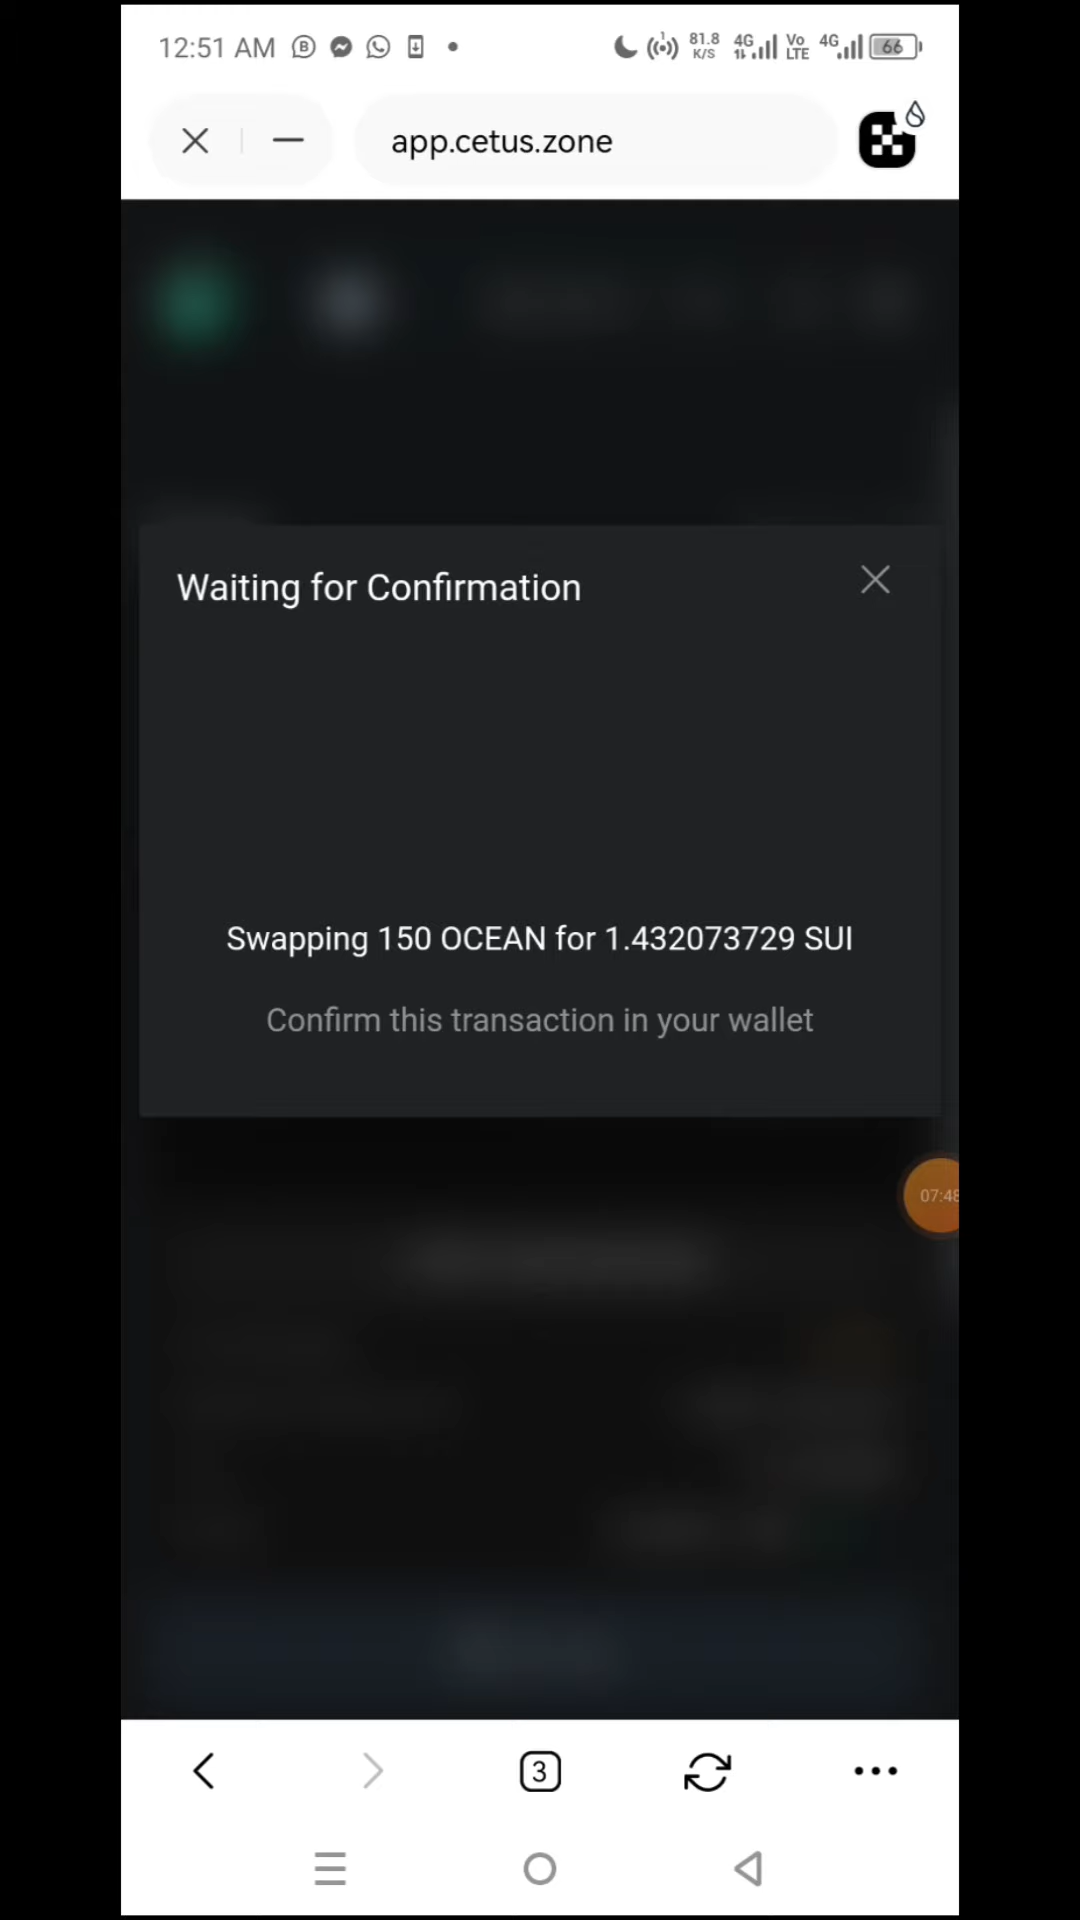 12:51 AM
81.8 K/S 4G Vo LTE 4G 66
app.cetus.zone
Waiting for Confirmation
Swapping 150 OCEAN for 1.432073729 SUI
Confirm this transaction in your wallet
07:48
3